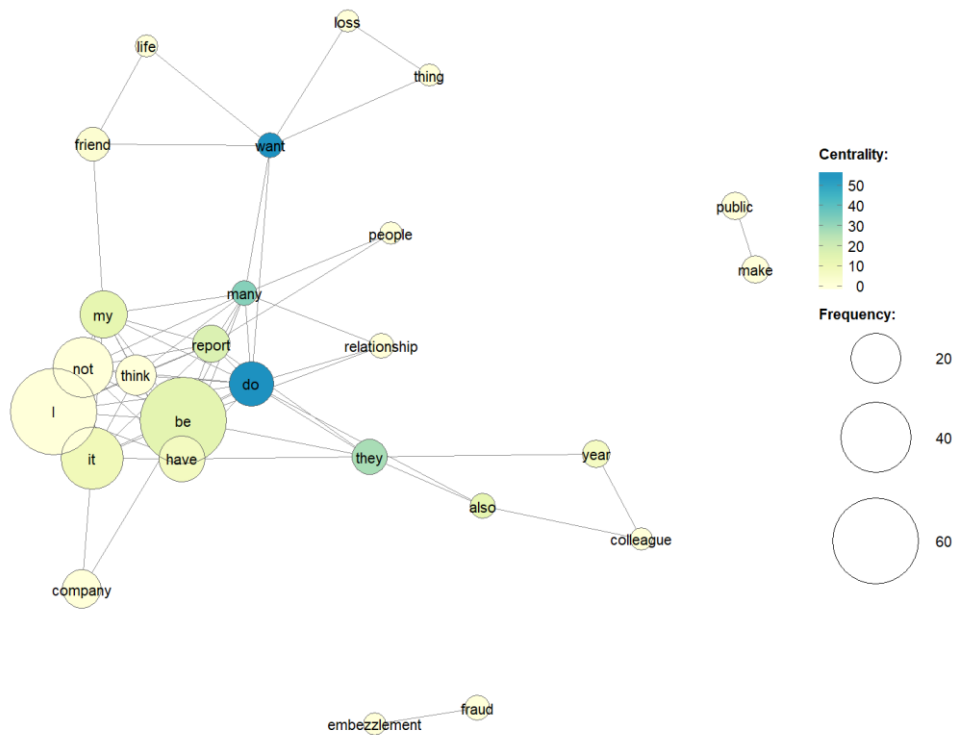 loss
life
thing
friend
want
Centrality:
50
40
30
20
10
0
public
make
people
many
my
Frequency:
report
relationship
20
not
think
do
I
be
40
it
have
they
year
also
colleague
60
company
fraud
embezzlement